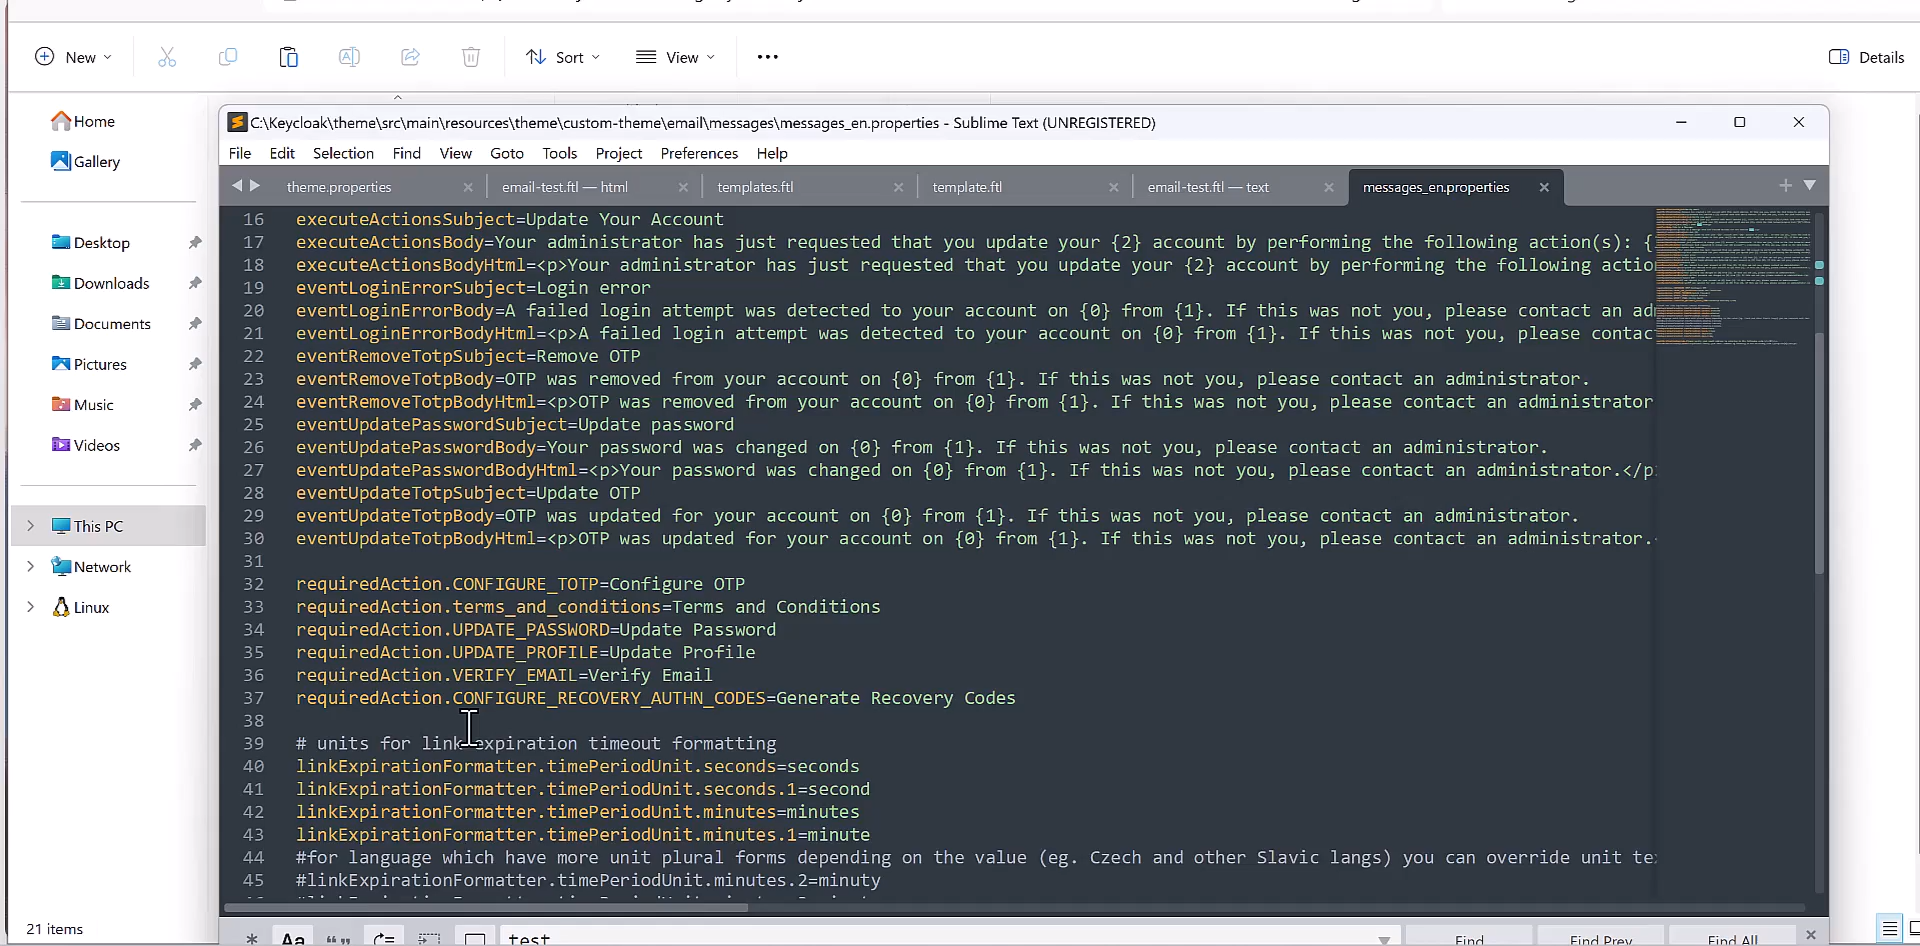 New
Sort
View
Details
Home
Gallery
Desktop
Downloads
Documents
Pictures
Music
Videos
This PC
Network
Linux
21 items
C:\Keycloak\theme\src\main\resources\theme\custom-theme\email\messages\messages_en.properties - Sublime Text (UNREGISTERED)
File Edit Selection Find View Goto Tools Project Preferences Help
theme.properties
email-test.ftl — html
templates.ftl
template.ftl
email-test.ftl — text
messages_en.properties
16 executeActionsSubject=Update Your Account
17 executeActionsBody=Your administrator has just requested that you update your {2} account by performing the following action(s): {
18 executeActionsBodyHtml=<p>Your administrator has just requested that you update your {2} account by performing the following actio
19 eventLoginErrorSubject=Login error
20 eventLoginErrorBody=A failed login attempt was detected to your account on {0} from {1}. If this was not you, please contact an ad
21 eventLoginErrorBodyHtml=<p>A failed login attempt was detected to your account on {0} from {1}. If this was not you, please contac
22 eventRemoveTotpSubject=Remove OTP
23 eventRemoveTotpBody=OTP was removed from your account on {0} from {1}. If this was not you, please contact an administrator.
24 eventRemoveTotpBodyHtml=<p>OTP was removed from your account on {0} from {1}. If this was not you, please contact an administrator
25 eventUpdatePasswordSubject=Update password
26 eventUpdatePasswordBody=Your password was changed on {0} from {1}. If this was not you, please contact an administrator.
27 eventUpdatePasswordBodyHtml=<p>Your password was changed on {0} from {1}. If this was not you, please contact an administrator.</p
28 eventUpdateTotpSubject=Update OTP
29 eventUpdateTotpBody=OTP was updated for your account on {0} from {1}. If this was not you, please contact an administrator.
30 eventUpdateTotpBodyHtml=<p>OTP was updated for your account on {0} from {1}. If this was not you, please contact an administrator.
31
32 requiredAction.CONFIGURE_TOTP=Configure OTP
33 requiredAction.terms_and_conditions=Terms and Conditions
34 requiredAction.UPDATE_PASSWORD=Update Password
35 requiredAction.UPDATE_PROFILE=Update Profile
36 requiredAction.VERIFY_EMAIL=Verify Email
37 requiredAction.CONFIGURE_RECOVERY_AUTHN_CODES=Generate Recovery Codes
38
39 # units for link expiration timeout formatting
40 linkExpirationFormatter.timePeriodUnit.seconds=seconds
41 linkExpirationFormatter.timePeriodUnit.seconds.1=second
42 linkExpirationFormatter.timePeriodUnit.minutes=minutes
43 linkExpirationFormatter.timePeriodUnit.minutes.1=minute
44 #for language which have more unit plural forms depending on the value (eg. Czech and other Slavic langs) you can override unit te
45 #linkExpirationFormatter.timePeriodUnit.minutes.2=minuty
test
Find
Find Prev
Find All